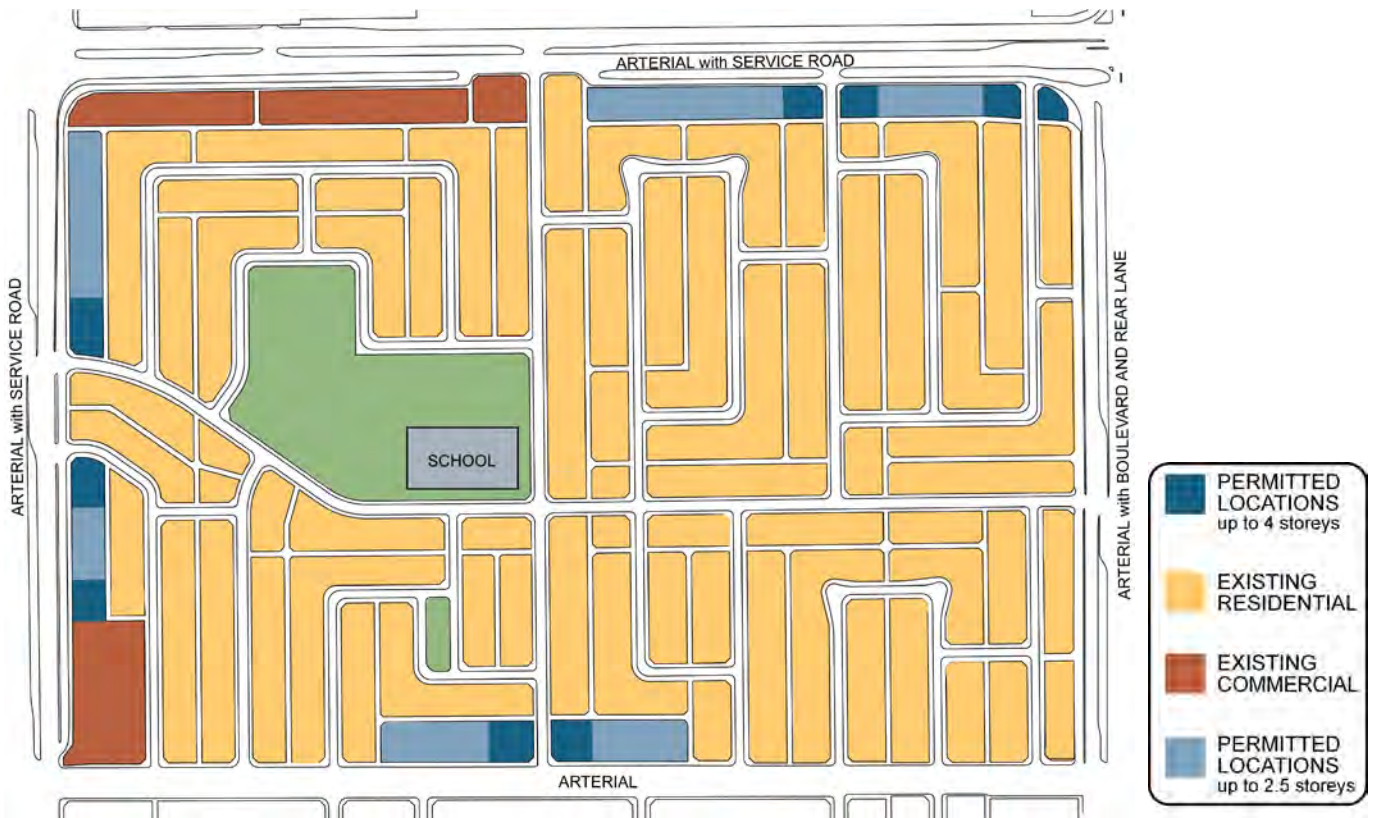 ARTERIAL with SERVICE ROAD
ARTERIAL with SERVICE ROAD
SCHOOL
ARTERIAL with BOULEVARD AND REAR LANE
ARTERIAL
PERMITTED
LOCATIONS
up to 4 storeys
EXISTING
RESIDENTIAL
EXISTING
COMMERCIAL
PERMITTED
LOCATIONS
up to 2.5 storeys